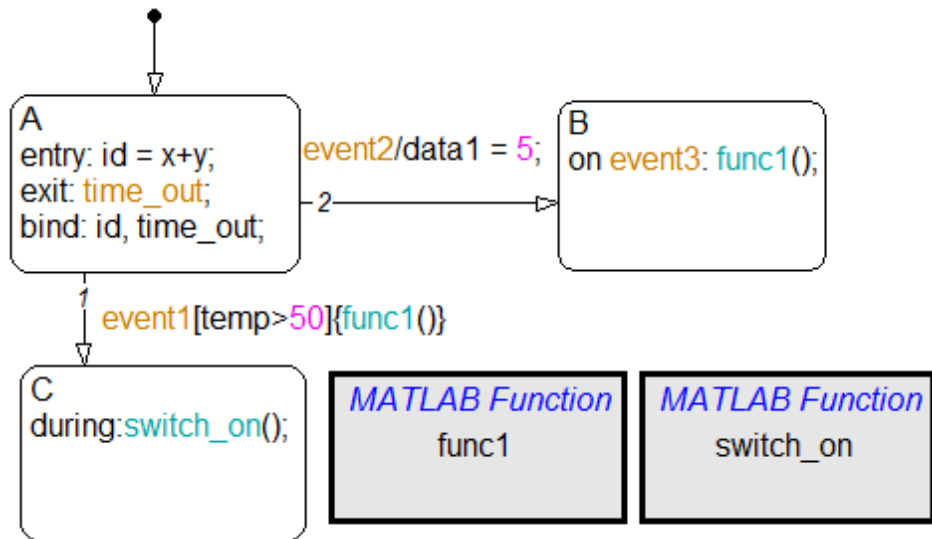 A
entry: id = x+y;
exit: time_out;
bind: id, time_out;
event2/data1 = 5;
2
B
on event3: func1();
1
event1[temp>50]{func1()}
C
during:switch_on();
MATLAB Function
func1
MATLAB Function
switch_on